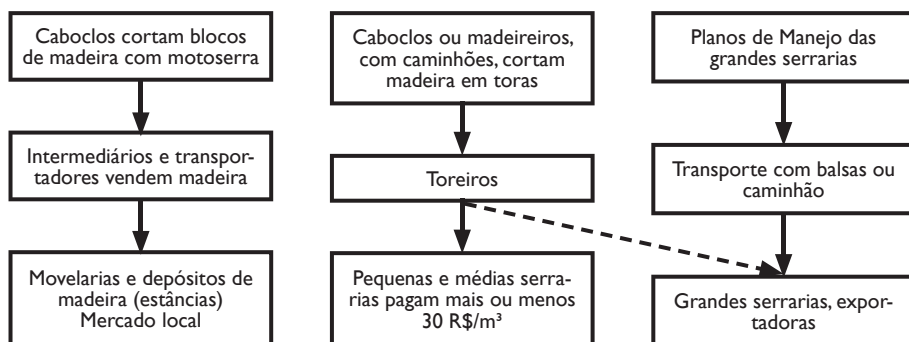 Caboclos cortam blocos
de madeira com motoserra
Intermediários e transpor-
tadores vendem madeira
Movelarias e depósitos de
madeira (estâncias)
Mercado local
Caboclos ou madeireiros,
com caminhões, cortam
madeira em toras
Toreiros
Pequenas e médias serra-
rias pagam mais ou menos
30 R$/m³
Planos de Manejo das
grandes serrarias
Transporte com balsas ou
caminhão
Grandes serrarias, expor-
tadoras